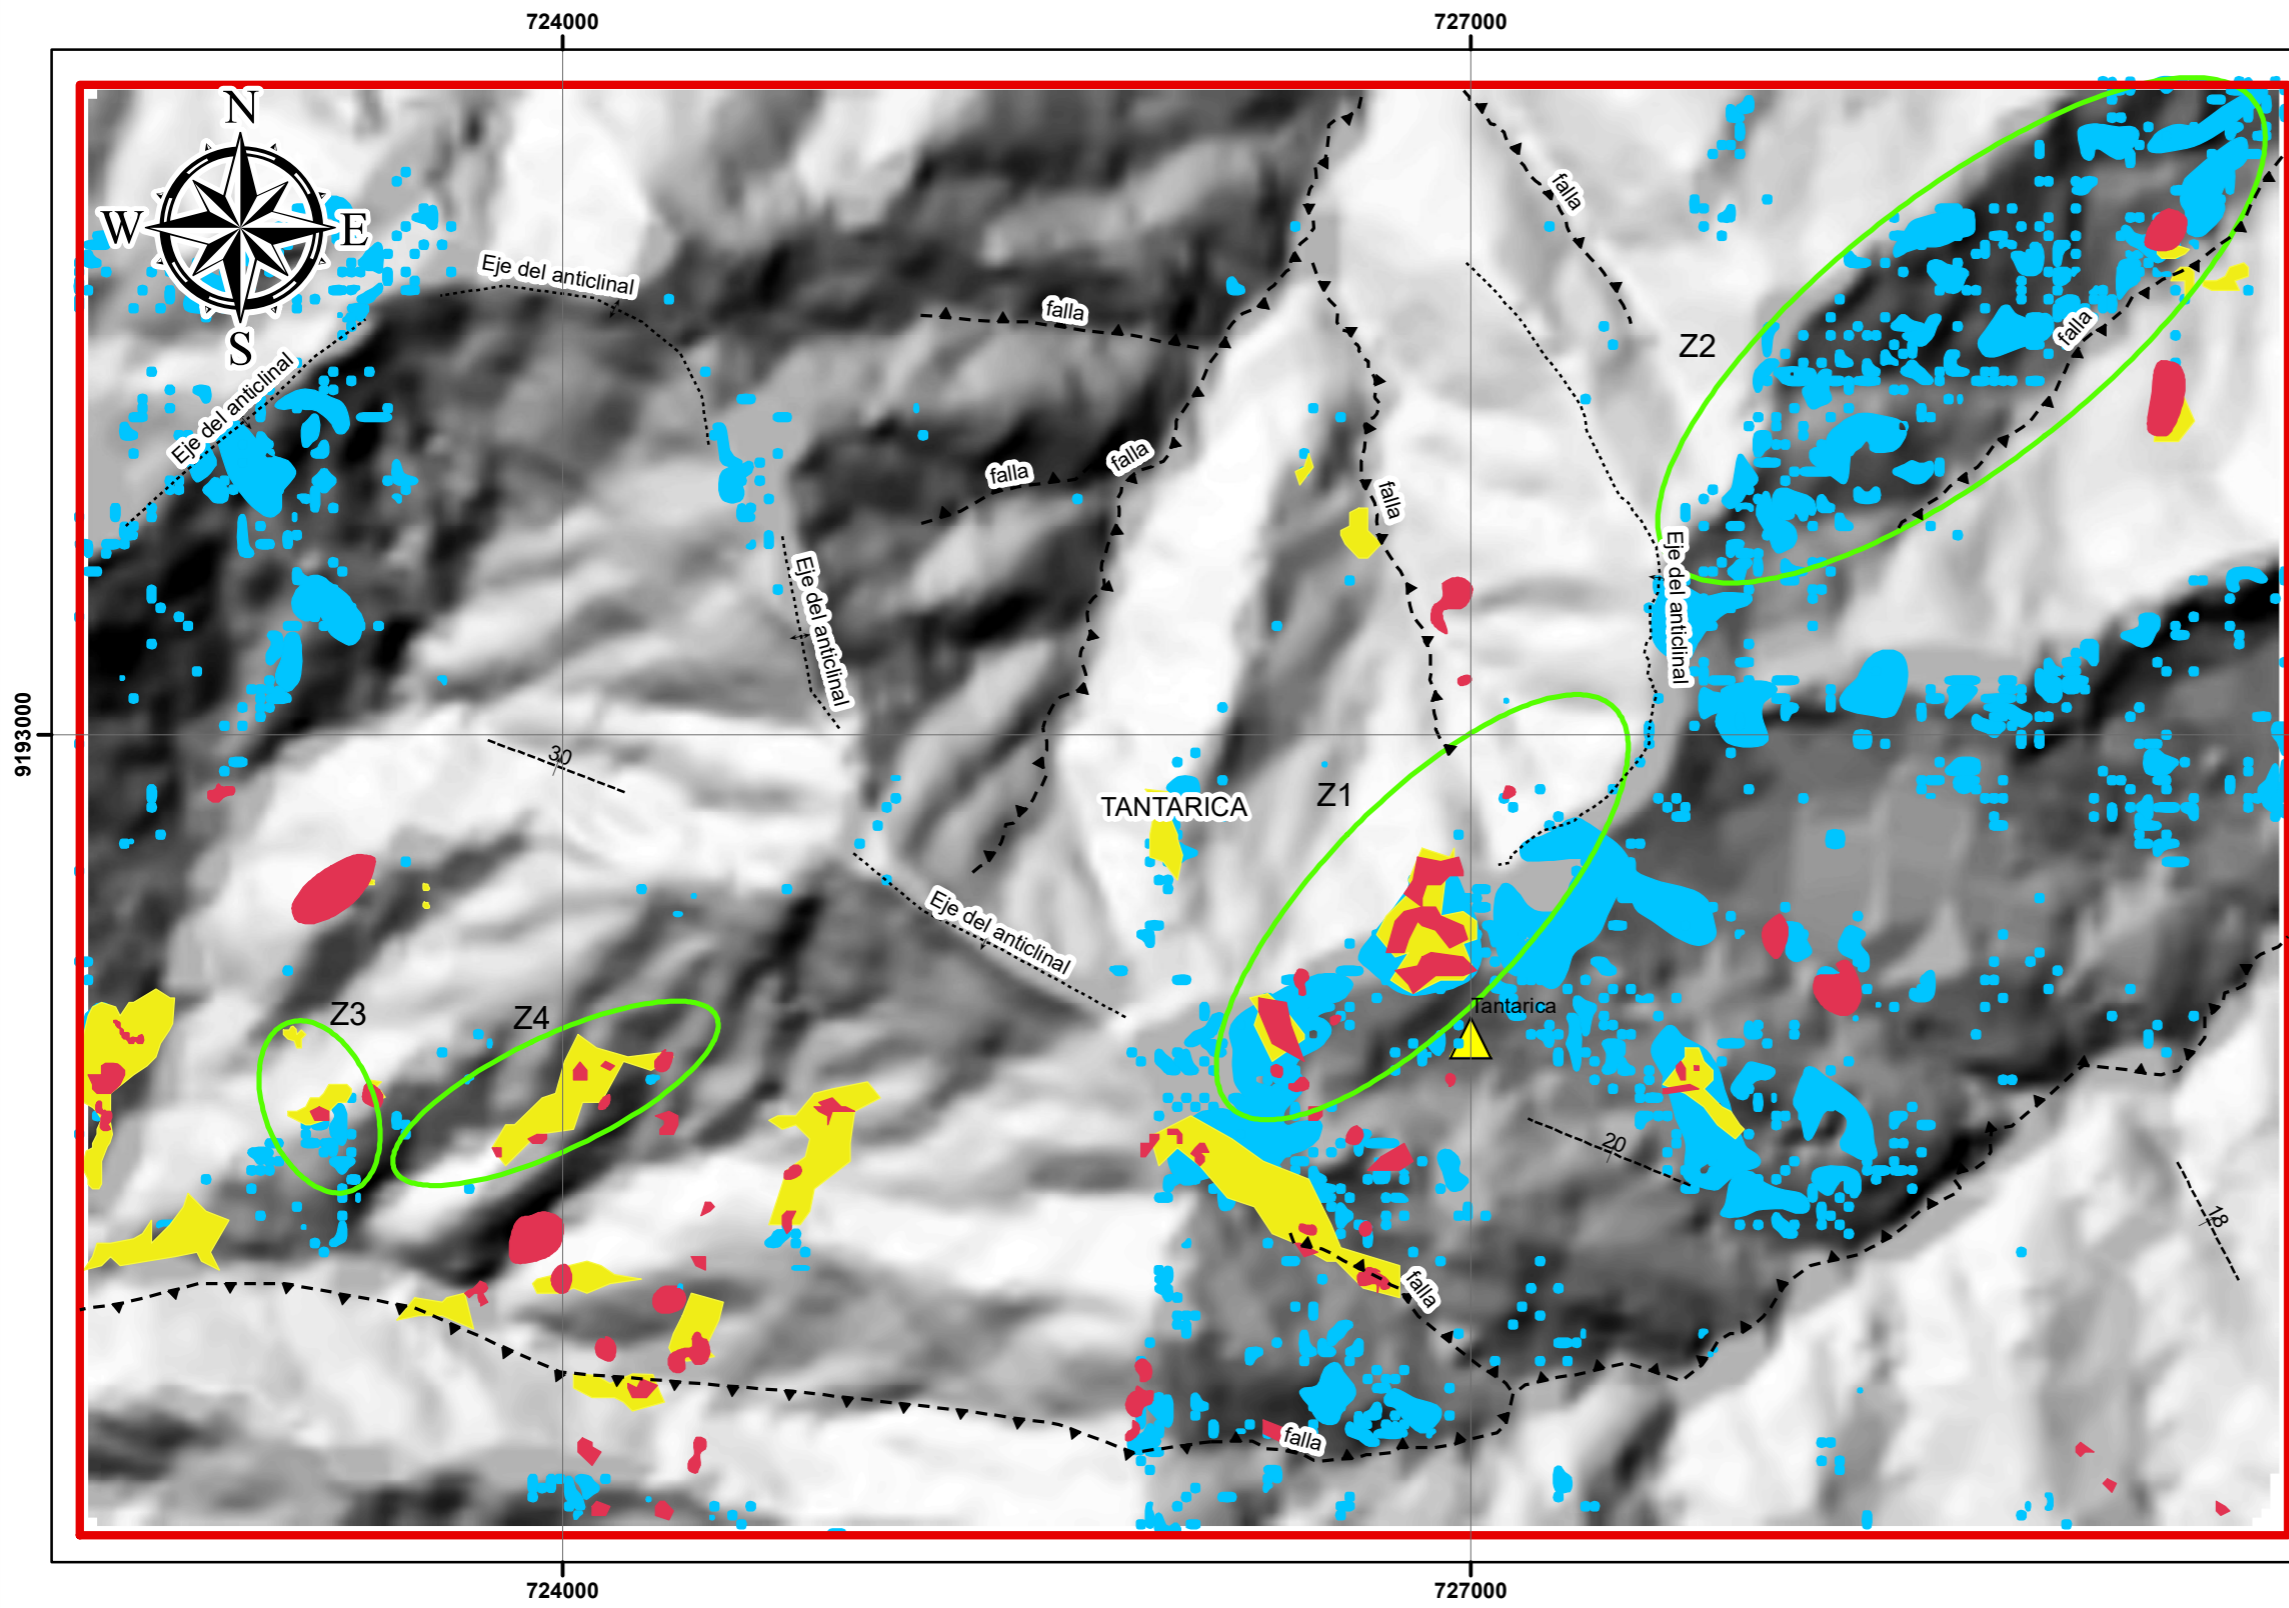 724000
727000
N
W
E
S
falla
Eje del anticlinal
falla
falla
Z2
Eje del anticlinal
falla
falla
falla
Eje del anticlinal
Eje del anticlinal
9193000
30
Z1
TANTARICA
Eje del anticlinal
Z3
Z4
Tantarica
20
18
falla
falla
724000
727000